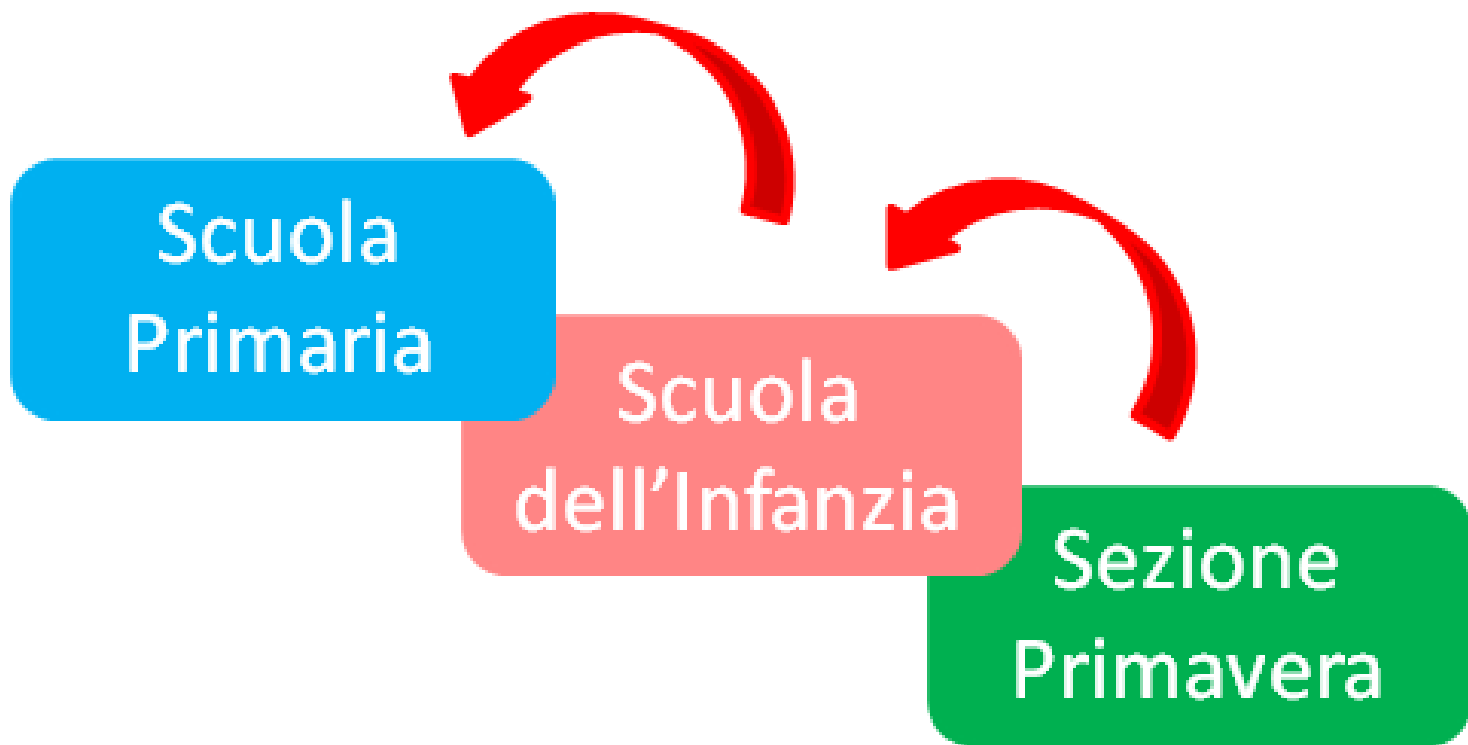 Scuola
Primaria
Scuola
dell’Infanzia
Sezione
Primavera